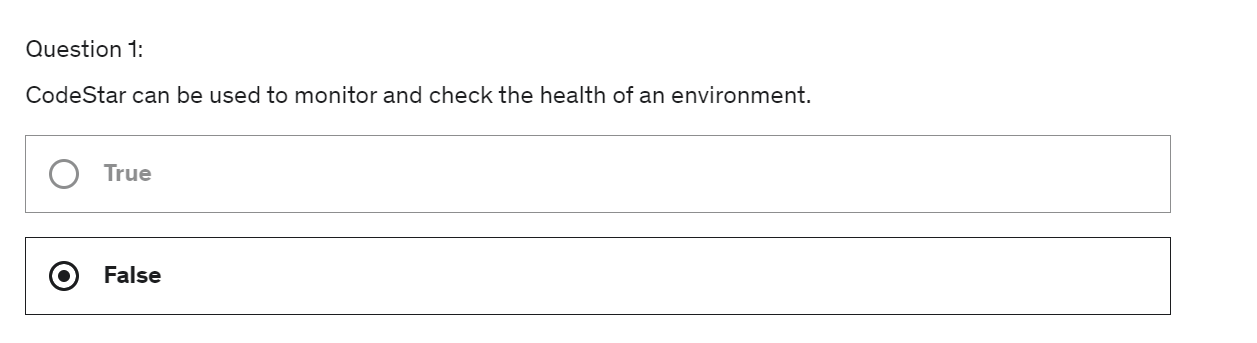 Question 1:
CodeStar can be used to monitor and check the health of an environment.
True
False